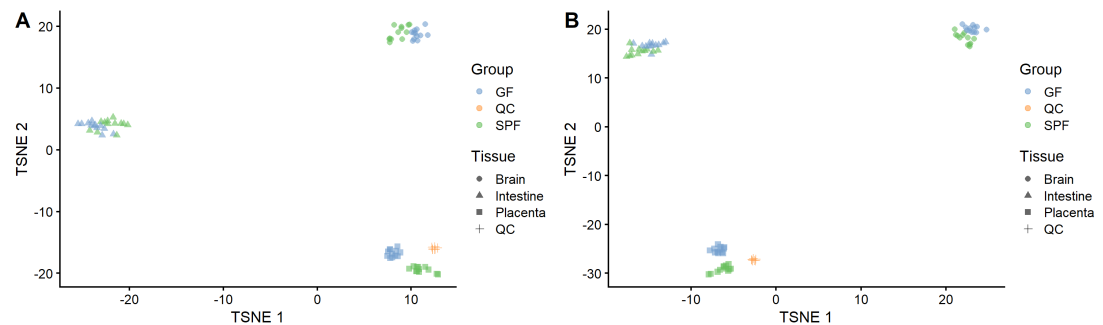 A
20
10
0
-10
-20
TSNE 2
-20
-10
0
10
TSNE 1
Group
GF
QC
SPF
Tissue
Brain
Intestine
Placenta
QC
B
20
10
0
-10
-20
-30
TSNE 2
-10
0
10
20
TSNE 1
Group
GF
QC
SPF
Tissue
Brain
Intestine
Placenta
QC